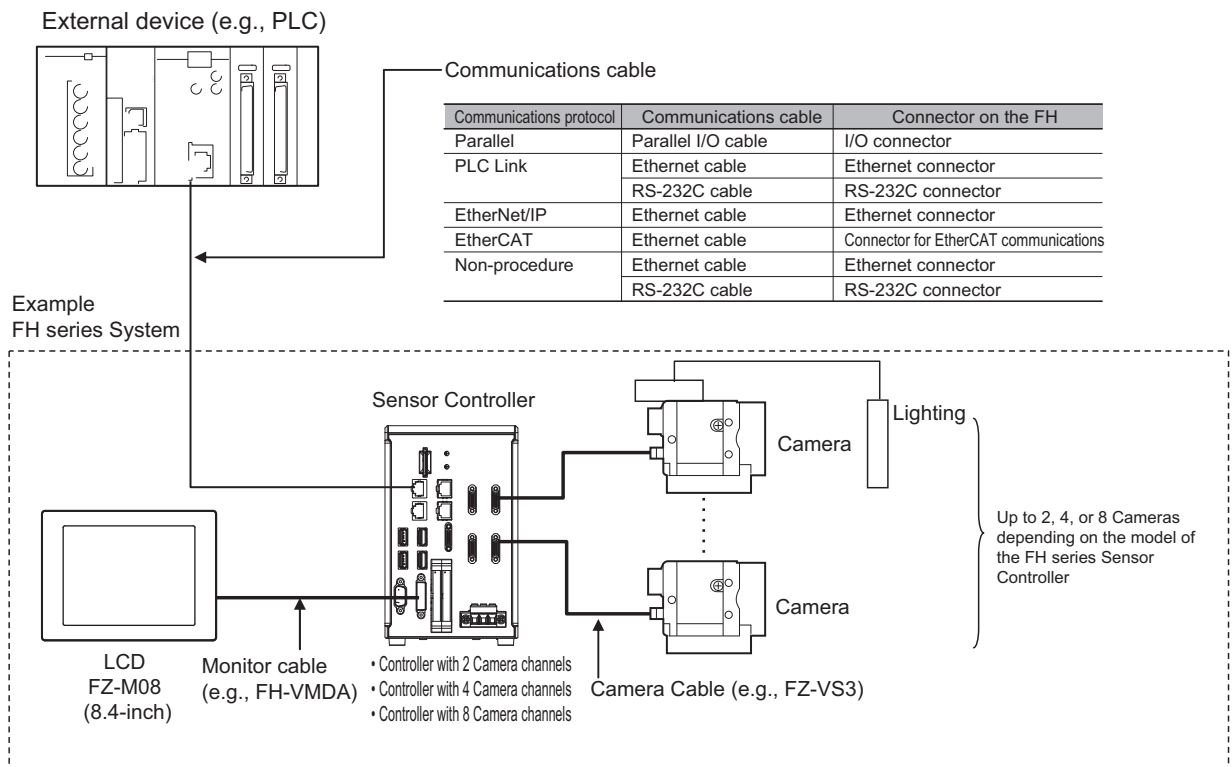 External device (e.g., PLC)
Communications cable
Communications protocol Communications cable Connector on the FH
Parallel Parallel I/O cable I/O connector
PLC Link Ethernet cable Ethernet connector
RS-232C cable RS-232C connector
EtherNet/IP Ethernet cable Ethernet connector
EtherCAT Ethernet cable Connector for EtherCAT communications
Non-procedure Ethernet cable Ethernet connector
RS-232C cable RS-232C connector
Example
FH series System
Sensor Controller
Lighting
Camera
Up to 2, 4, or 8 Cameras
depending on the model of
the FH series Sensor
Controller
Camera
LCD
FZ-M08
(8.4-inch)
Monitor cable
(e.g., FH-VMDA)
• Controller with 2 Camera channels
• Controller with 4 Camera channels
• Controller with 8 Camera channels
Camera Cable (e.g., FZ-VS3)